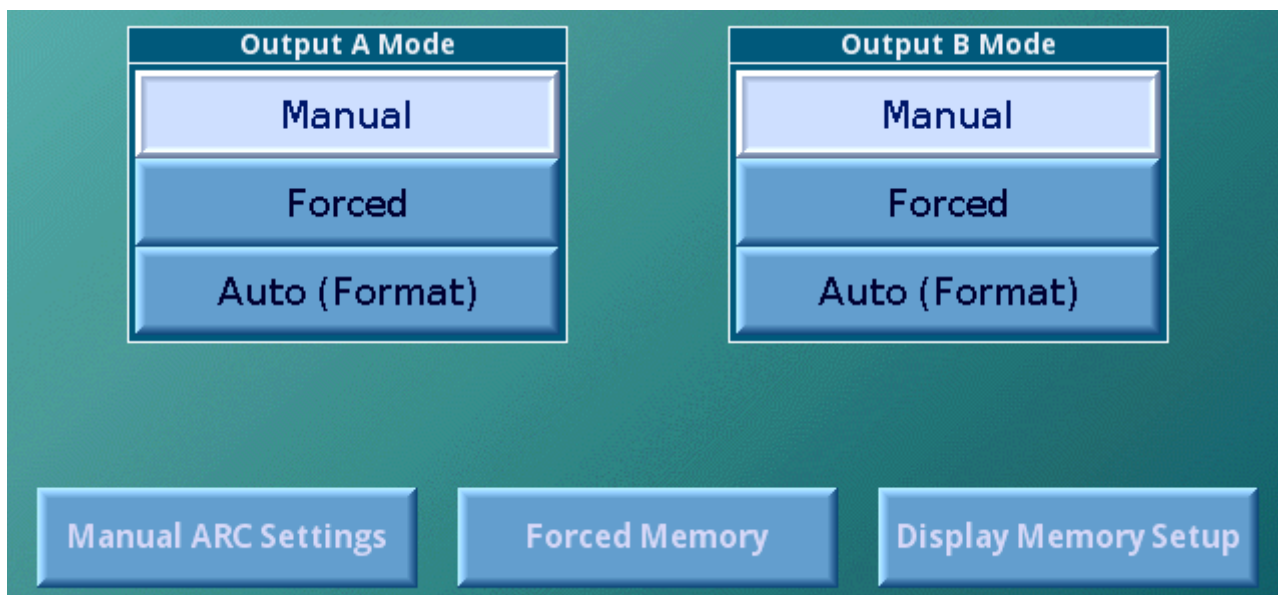 Output A Mode
Manual
Forced
Auto (Format)
Output B Mode
Manual
Forced
Auto (Format)
Manual ARC Settings
Forced Memory
Display Memory Setup